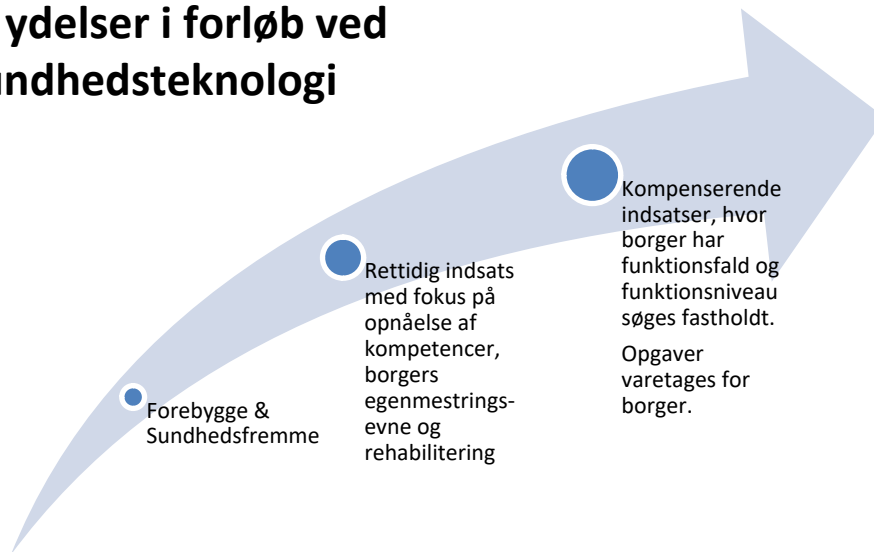 ydelser i forløb ved
undhedsteknologi
Forebygge &
Sundhedsfremme
Rettidig indsats
med fokus på
opnåelse af
kompetencer,
borgers
egenmestrings-
evne og
rehabilitering
Kompenserende
indsatser, hvor
borger har
funktionsfald og
funktionsniveau
søges fastholdt.
Opgaver
varetages for
borger.